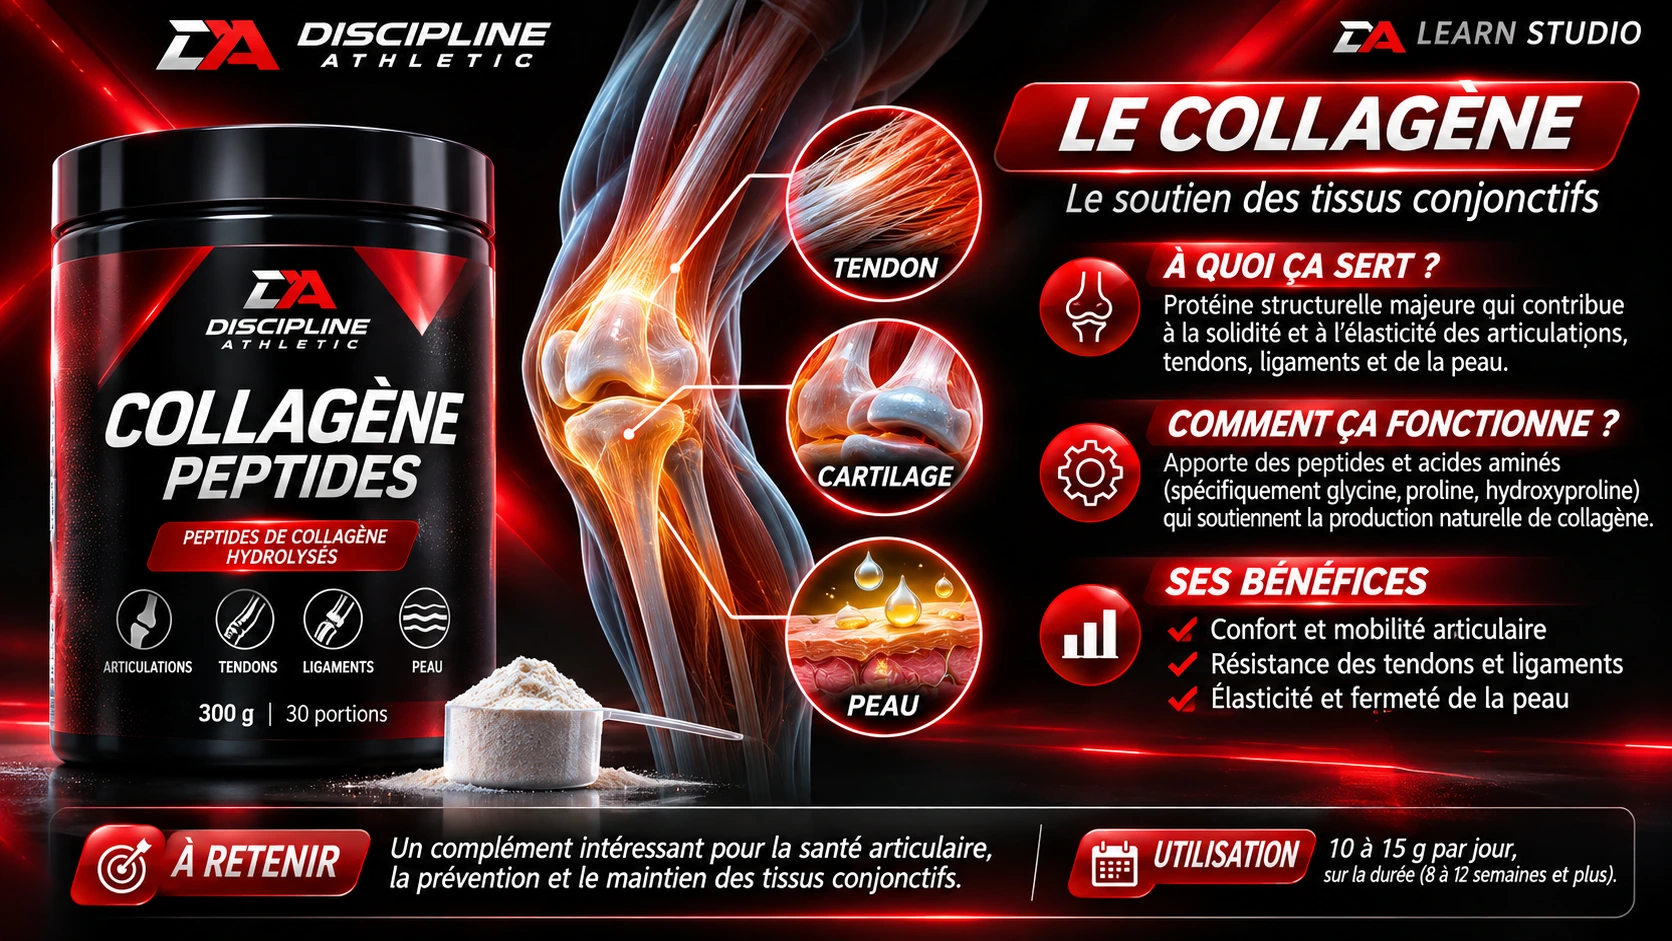 DA DISCIPLINE
ATHLETIC
DA LEARN STUDIO
LE COLLAGÈNE
Le soutien des tissus conjonctifs
DA
DISCIPLINE
ATHLETIC
COLLAGÈNE
PEPTIDES
PEPTIDES DE COLLAGÈNE
HYDROLYSÉS
ARTICULATIONS TENDONS LIGAMENTS PEAU
300 g | 30 portions
TENDON
CARTILAGE
PEAU
À QUOI ÇA SERT ?
Protéine structurelle majeure qui contribue
à la solidité et à l'élasticité des articulations,
tendons, ligaments et de la peau.
COMMENT ÇA FONCTIONNE ?
Apporte des peptides et acides aminés
(spécifiquement glycine, proline, hydroxyproline)
qui soutiennent la production naturelle de collagène.
SES BÉNÉFICES
Confort et mobilité articulaire
Résistance des tendons et ligaments
Élasticité et fermeté de la peau
À RETENIR
Un complément intéressant pour la santé articulaire,
la prévention et le maintien des tissus conjonctifs.
UTILISATION
10 à 15 g par jour,
sur la durée (8 à 12 semaines et plus).